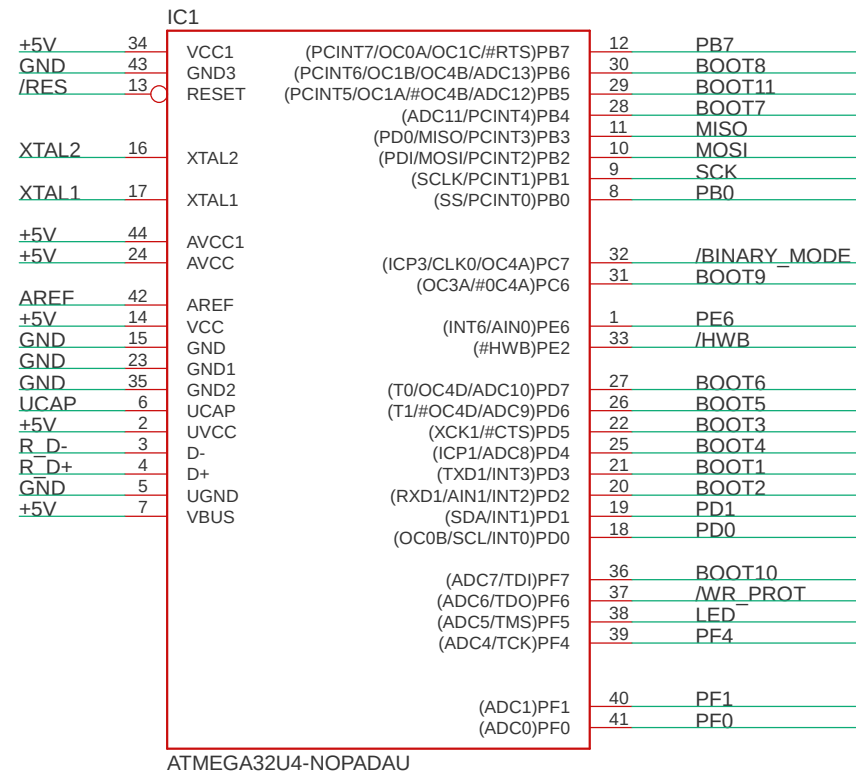 IC1
+5V 34 VCC1 (PCINT7/OC0A/OC1C/#RTS)PB7 12 PB7
GND 43 GND3 (PCINT6/OC1B/OC4B/ADC13)PB6 30 BOOT8
/RES 13 RESET (PCINT5/OC1A/#OC4B/ADC12)PB5 29 BOOT11
(ADC11/PCINT4)PB4 28 BOOT7
(PD0/MISO/PCINT3)PB3 11 MISO
XTAL2 16 XTAL2 (PDI/MOSI/PCINT2)PB2 10 MOSI
(SCLK/PCINT1)PB1 9 SCK
XTAL1 17 XTAL1 (SS/PCINT0)PB0 8 PB0
+5V 44 AVCC1
+5V 24 AVCC (ICP3/CLK0/OC4A)PC7 32 /BINARY_MODE
(OC3A/#0C4A)PC6 31 BOOT9
AREF 42 AREF
+5V 14 VCC (INT6/AIN0)PE6 1 PE6
GND 15 GND (#HWB)PE2 33 /HWB
GND 23 GND1
GND 35 GND2 (T0/OC4D/ADC10)PD7 27 BOOT6
UCAP 6 UCAP (T1/#OC4D/ADC9)PD6 26 BOOT5
+5V 2 UVCC (XCK1/#CTS)PD5 22 BOOT3
R_D- 3 D- (ICP1/ADC8)PD4 25 BOOT4
R_D+ 4 D+ (TXD1/INT3)PD3 21 BOOT1
GND 5 UGND (RXD1/AIN1/INT2)PD2 20 BOOT2
+5V 7 VBUS (SDA/INT1)PD1 19 PD1
(OC0B/SCL/INT0)PD0 18 PD0
(ADC7/TDI)PF7 36 BOOT10
(ADC6/TDO)PF6 37 /WR_PROT
(ADC5/TMS)PF5 38 LED
(ADC4/TCK)PF4 39 PF4
(ADC1)PF1 40 PF1
(ADC0)PF0 41 PF0
ATMEGA32U4-NOPADAU